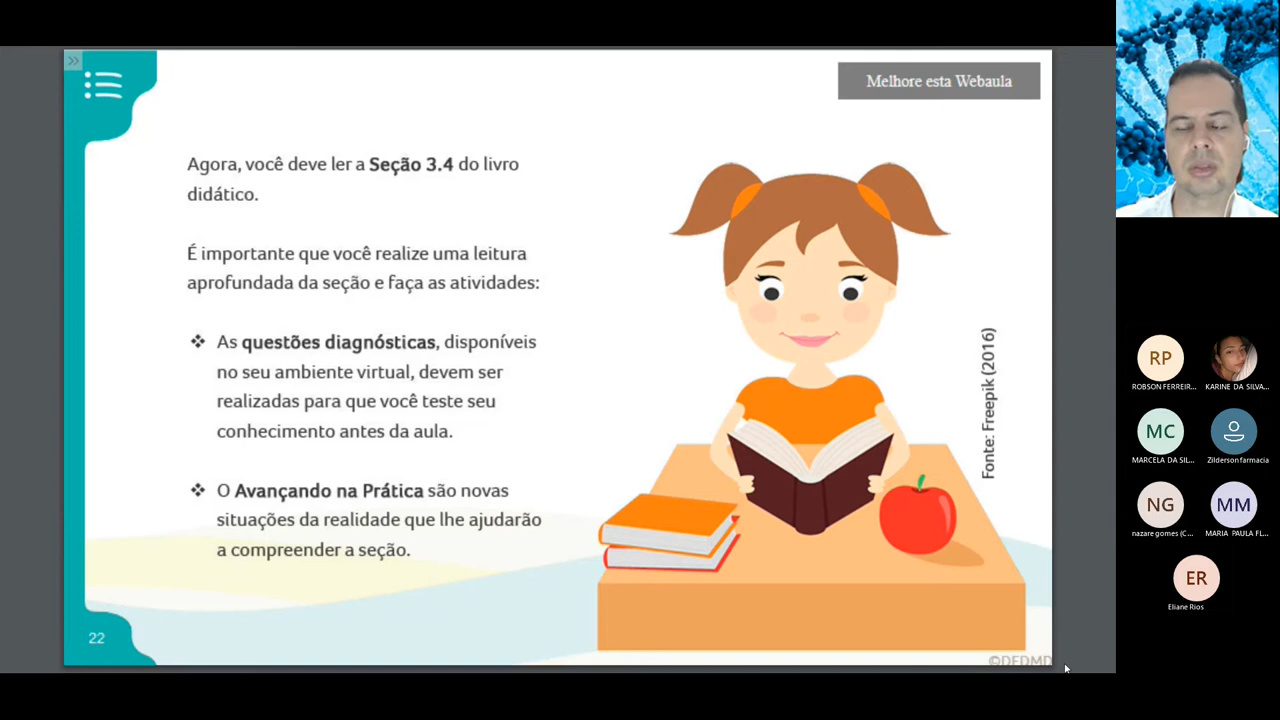 Melhore esta Webaula
Agora, você deve ler a Seção 3.4 do livro
didático.
É importante que você realize uma leitura
aprofundada da seção e faça as atividades:
❖ As questões diagnósticas, disponíveis
no seu ambiente virtual, devem ser
realizadas para que você teste seu
conhecimento antes da aula.
❖ O Avançando na Prática são novas
situações da realidade que lhe ajudarão
a compreender a seção.
Fonte: Freepik (2016)
22
©DEDMD
RP
ROBSON FERREIR...
KARINE DA SILVA...
MC
MARCELA DA SIL...
Zilderson farmacia
NG
nazare gomes (C...
MM
MARIA PAULA FL...
ER
Eliane Rios